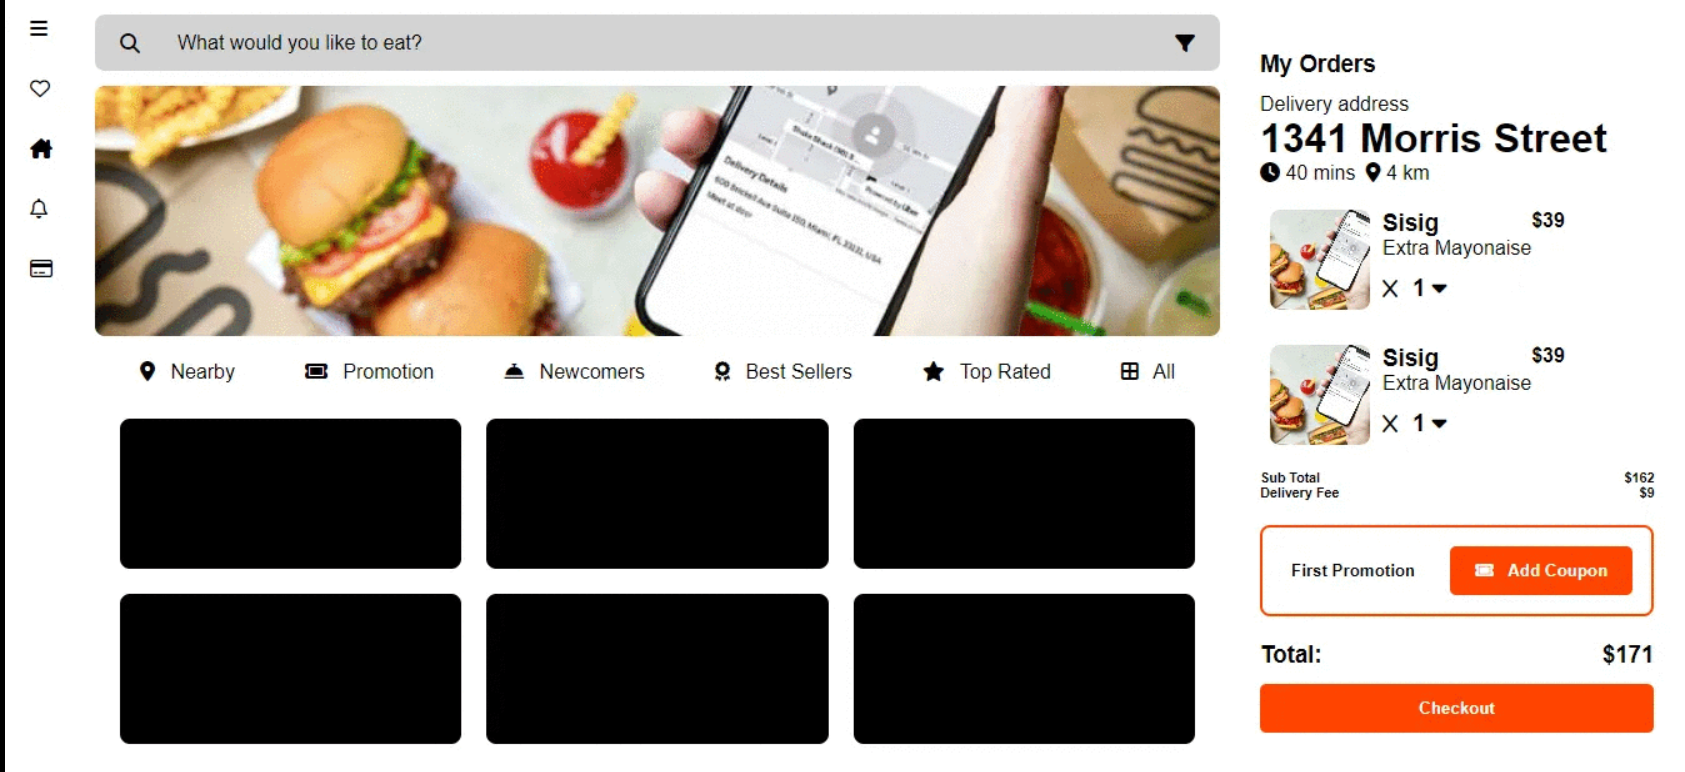 What would you like to eat?
Delivery Details
Nearby
Promotion
Newcomers
Best Sellers
Top Rated
All
My Orders
Delivery address
1341 Morris Street
40 mins 4 km
Sisig $39
Extra Mayonaise
X 1
Sisig $39
Extra Mayonaise
X 1
Sub Total $162
Delivery Fee $9
First Promotion Add Coupon
Total: $171
Checkout